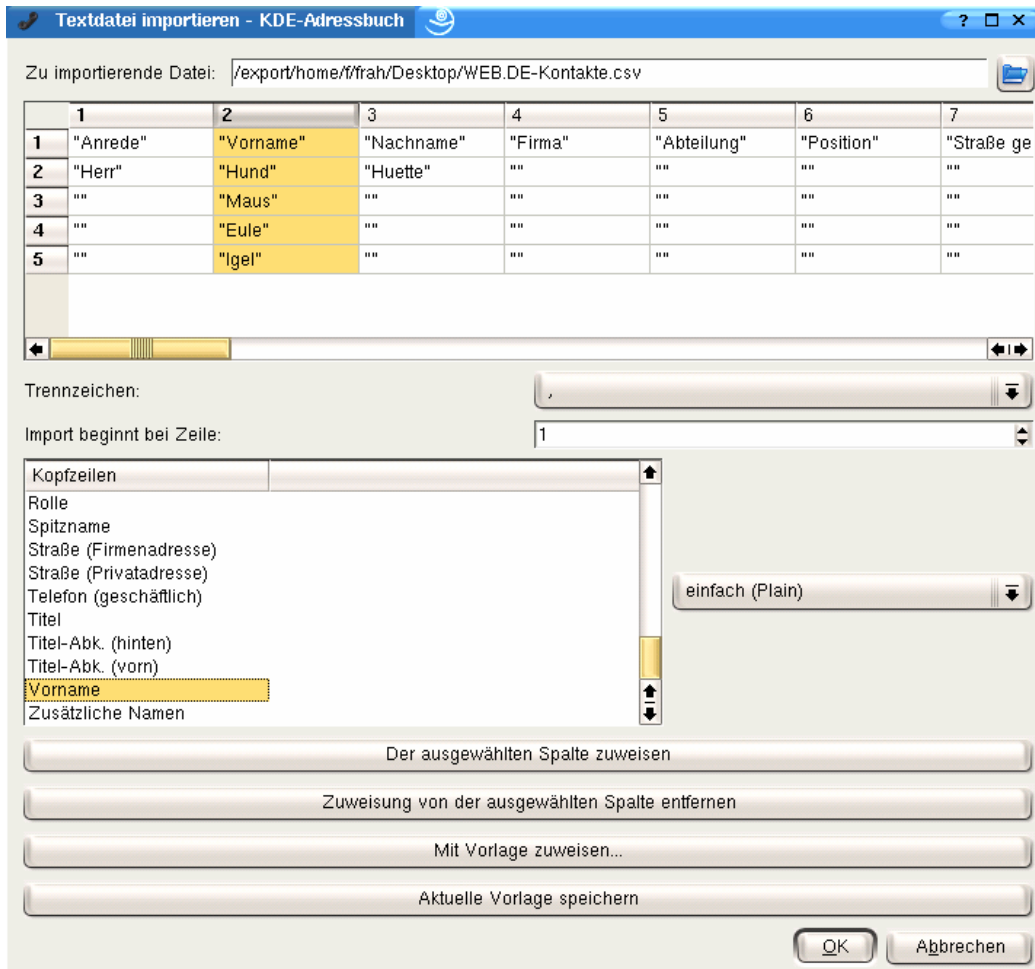 Textdatei importieren - KDE-Adressbuch
Zu importierende Datei: /export/home/f/frah/Desktop/WEB.DE-Kontakte.csv
1 2 3 4 5 6 7
1 "Anrede" "Vorname" "Nachname" "Firma" "Abteilung" "Position" "Straße ge
2 "Herr" "Hund" "Huette" "" "" "" ""
3 "" "Maus" "" "" "" "" ""
4 "" "Eule" "" "" "" "" ""
5 "" "Igel" "" "" "" "" ""
Trennzeichen: ,
Import beginnt bei Zeile: 1
Kopfzeilen
Rolle
Spitzname
Straße (Firmenadresse)
Straße (Privatadresse)
Telefon (geschäftlich)
einfach (Plain)
Titel
Titel-Abk. (hinten)
Titel-Abk. (vorn)
Vorname
Zusätzliche Namen
Der ausgewählten Spalte zuweisen
Zuweisung von der ausgewählten Spalte entfernen
Mit Vorlage zuweisen...
Aktuelle Vorlage speichern
OK Abbrechen